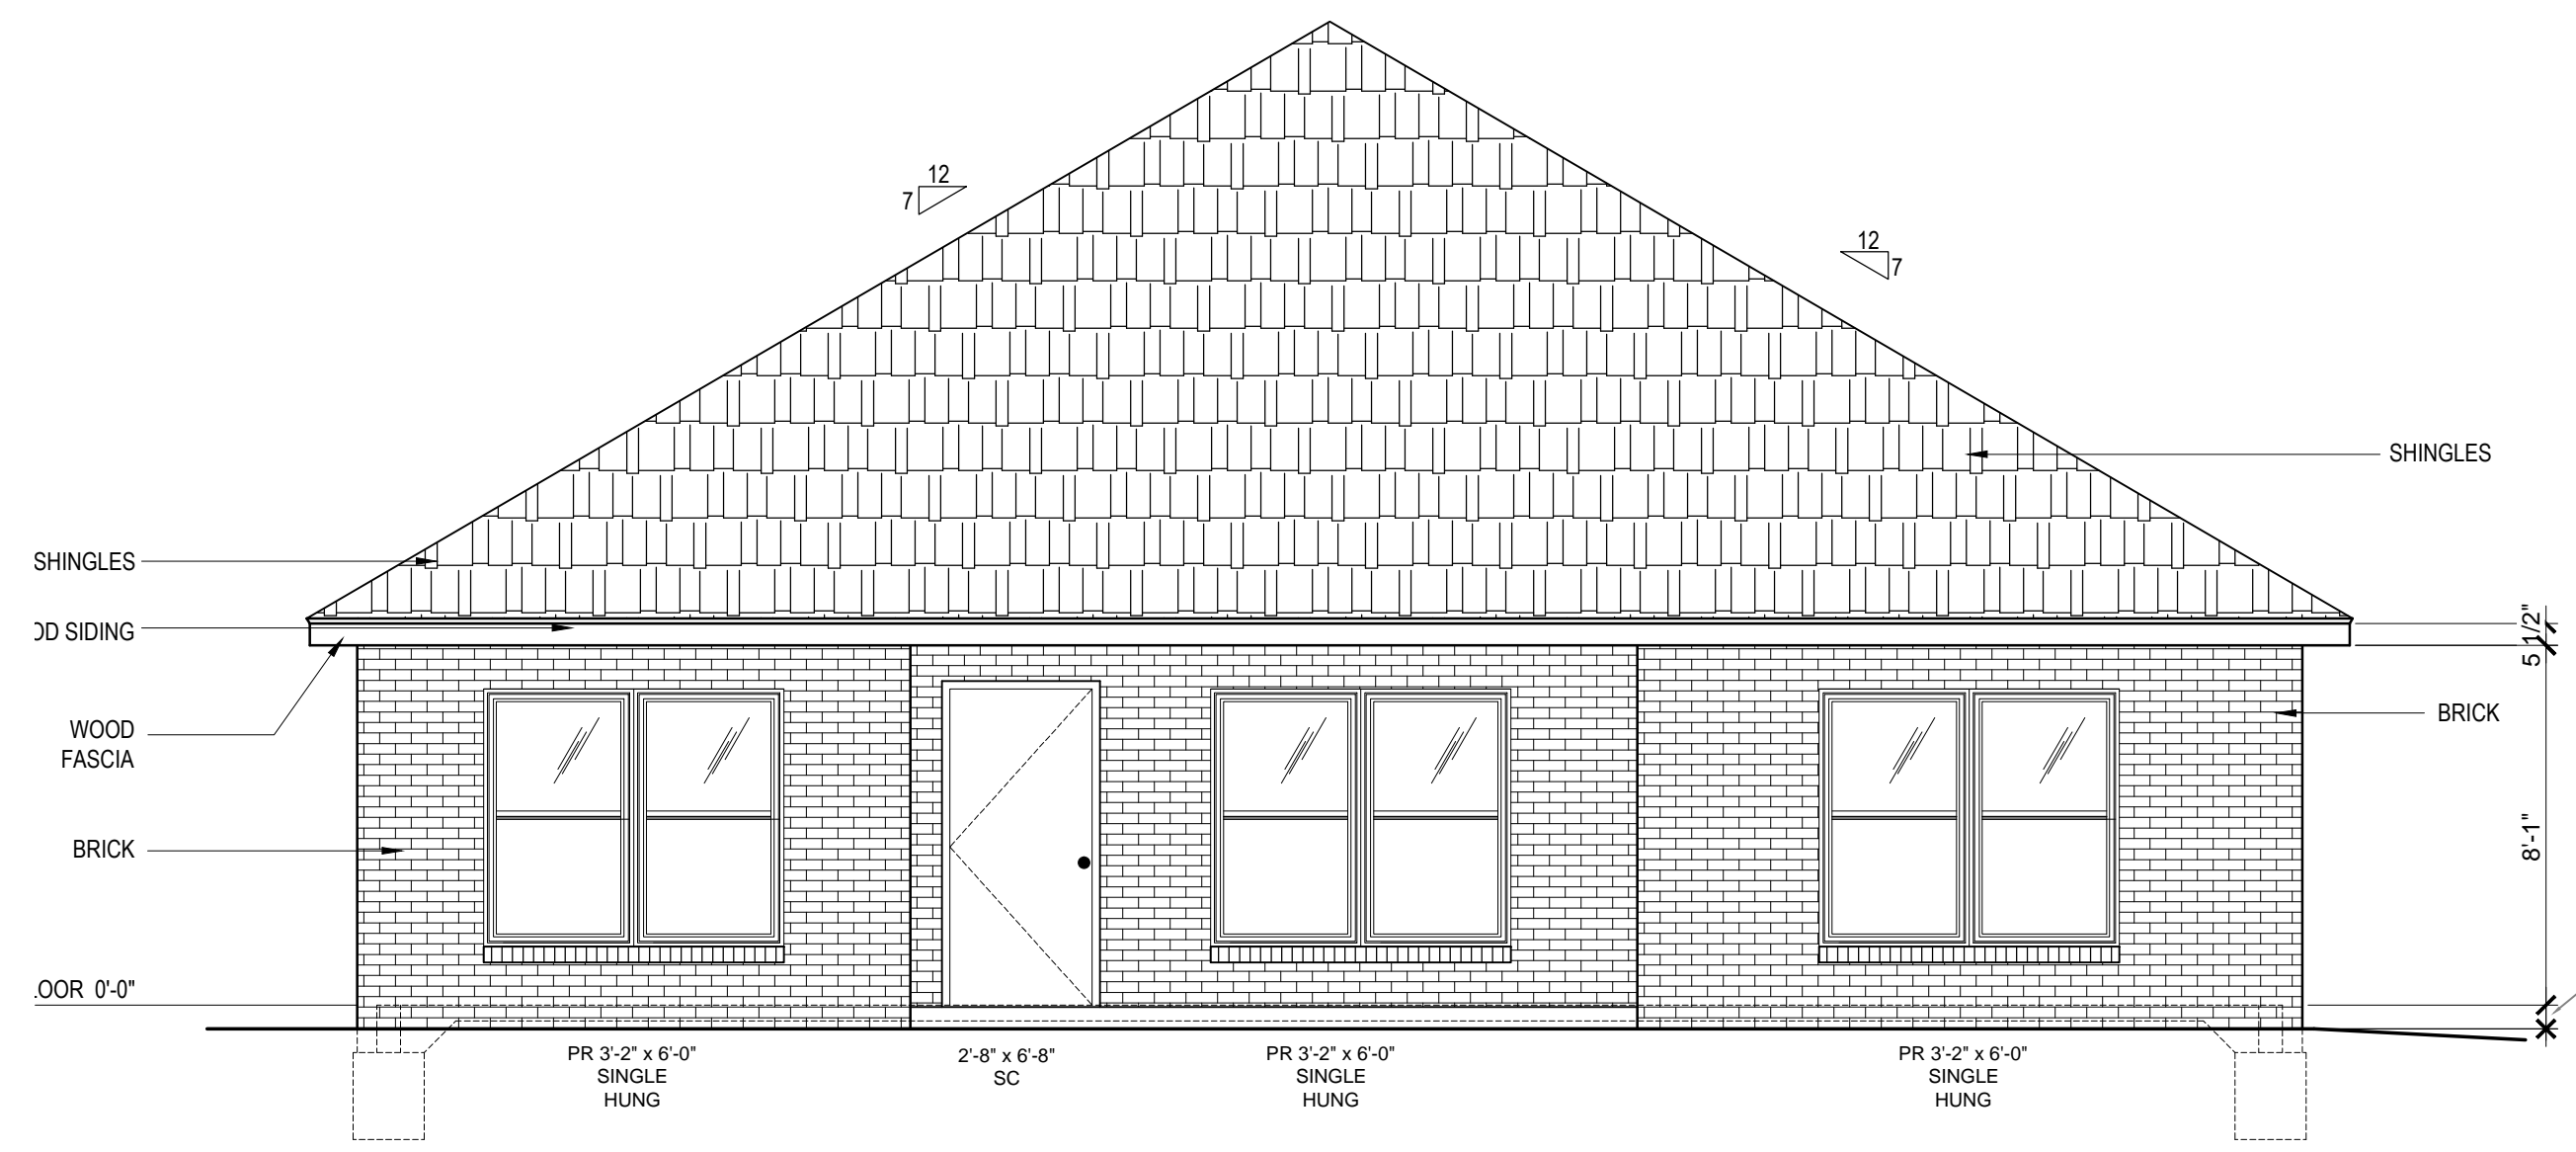 12
7
12
7
SHINGLES
SHINGLES
OD SIDING
5 1/2"
WOOD
FASCIA
BRICK
BRICK
8'-1"
.OOR 0'-0"
PR 3'-2" x 6'-0"
SINGLE
HUNG
2'-8" x 6'-8"
SC
PR 3'-2" x 6'-0"
SINGLE
HUNG
PR 3'-2" x 6'-0"
SINGLE
HUNG